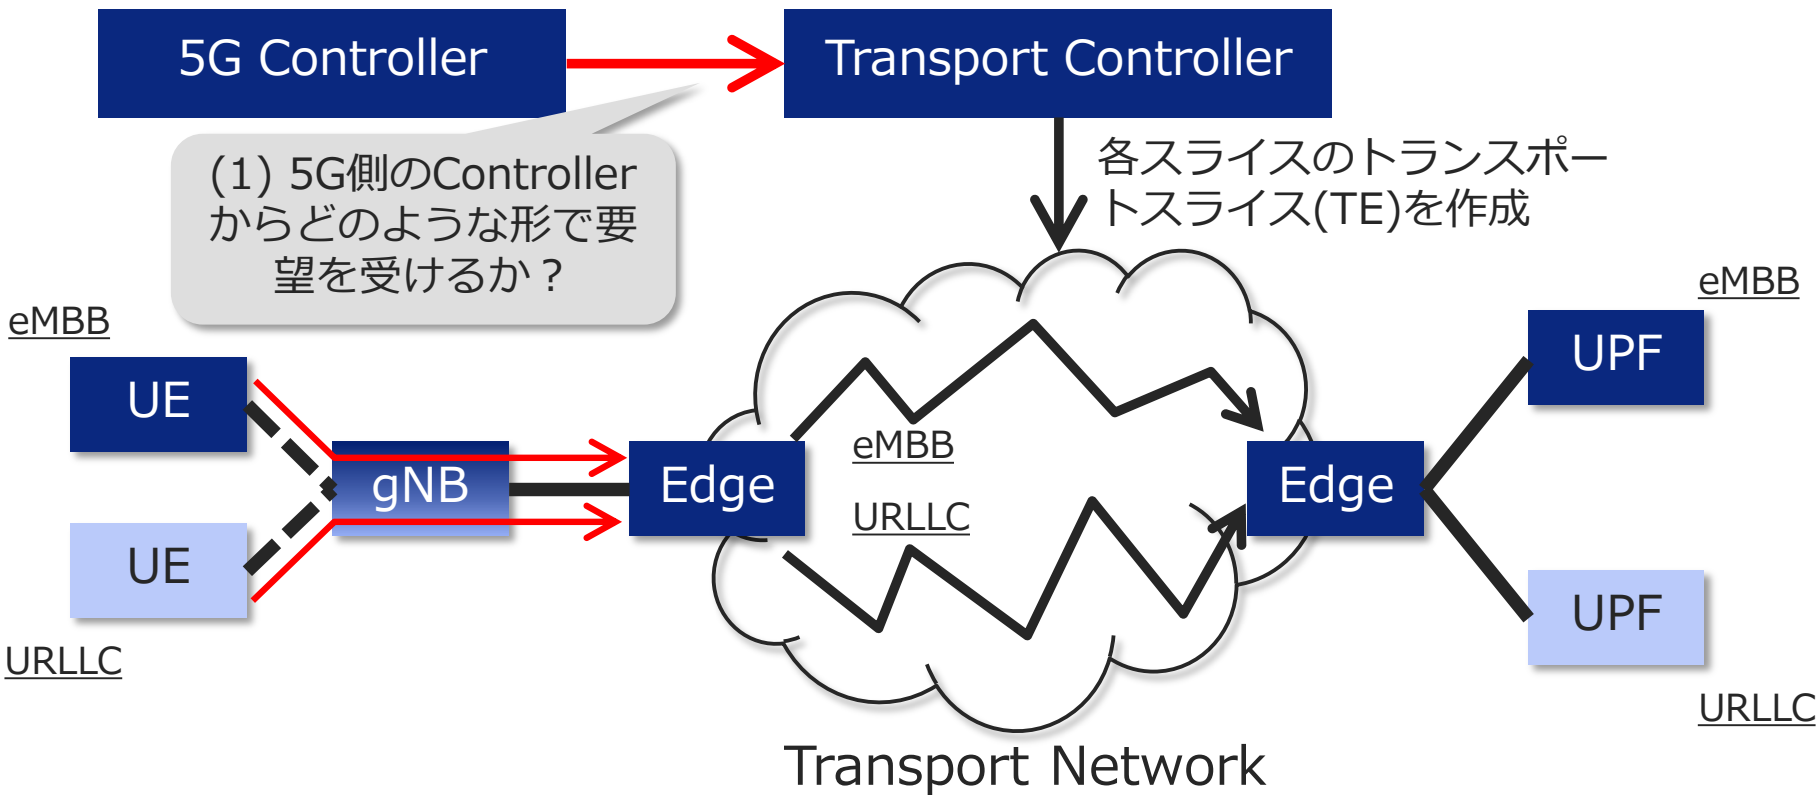 5G Controller
Transport Controller
(1) 5G側のController
からどのような形で要
望を受けるか？
各スライスのトランスポー
トスライス(TE)を作成
eMBB
eMBB
UE
UPF
gNB
Edge
eMBB
URLLC
Edge
UE
UPF
URLLC
URLLC
Transport Network